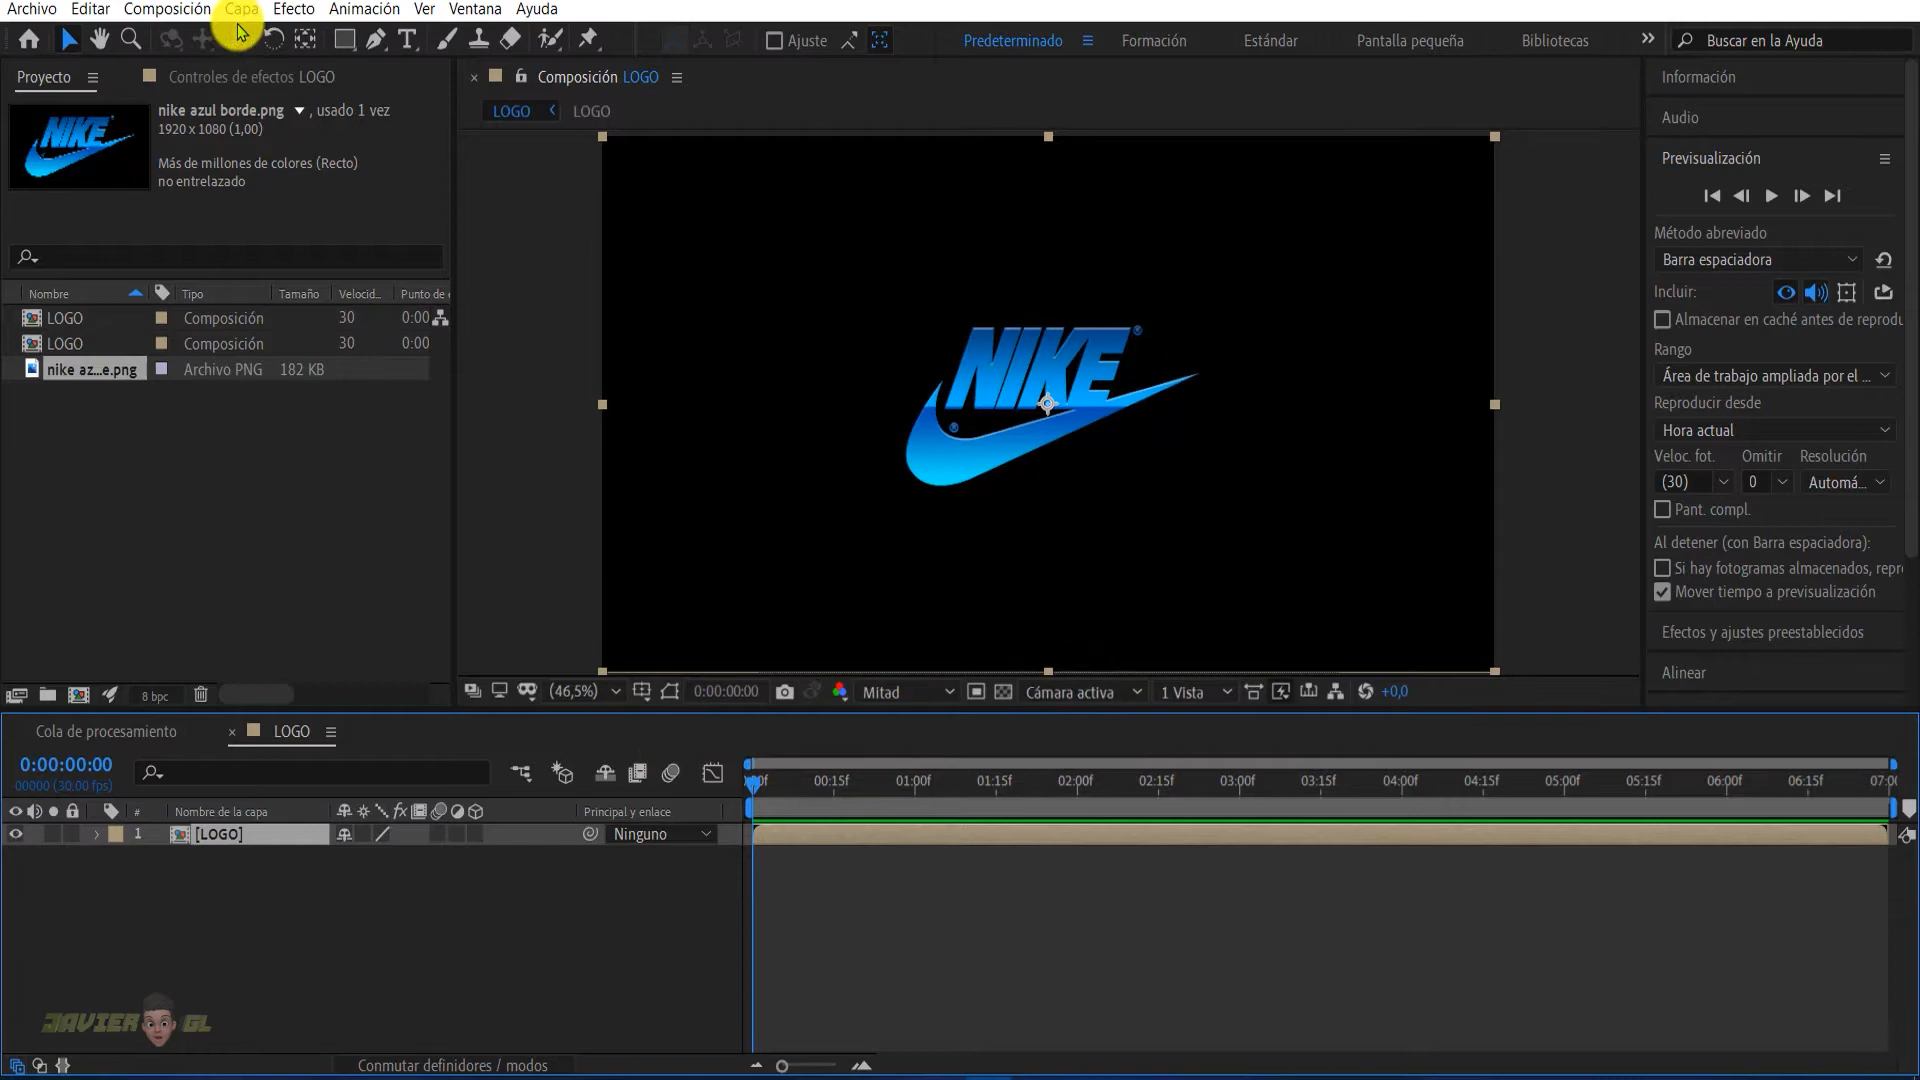 Archivo Editar Composición Capa Efecto Animación Ver Ventana Ayuda
Ajuste Predeterminado Formación Estándar Pantalla pequeña Bibliotecas Buscar en la Ayuda
Proyecto Controles de efectos LOGO
nike azul borde.png , usado 1 vez
1920 x 1080 (1,00)
Más de millones de colores (Recto)
no entrelazado
NIKE
Nombre Tipo Tamaño Velocid... Punto de e
LOGO Composición 30 0:00
LOGO Composición 30 0:00
nike az...e.png Archivo PNG 182 KB
8 bpc
Composición LOGO
LOGO LOGO
NIKE ®
®
(46,5%) 0:00:00:00 Mitad Cámara activa 1 Vista +0,0
Información
Audio
Previsualización
Método abreviado
Barra espaciadora
Incluir:
Almacenar en caché antes de reprodu
Rango
Área de trabajo ampliada por el ...
Reproducir desde
Hora actual
Veloc. fot. Omitir Resolución
(30) 0 Automá...
Pant. compl.
Al detener (con Barra espaciadora):
Si hay fotogramas almacenados, repr
Mover tiempo a previsualización
Efectos y ajustes preestablecidos
Alinear
Cola de procesamiento LOGO
0:00:00:00
00000 (30.00 fps)
00f 00:15f 01:00f 01:15f 02:00f 02:15f 03:00f 03:15f 04:00f 04:15f 05:00f 05:15f 06:00f 06:15f 07:0
# Nombre de la capa fx Principal y enlace
1 [LOGO] Ninguno
JAVIER GL
Conmutar definidores / modos